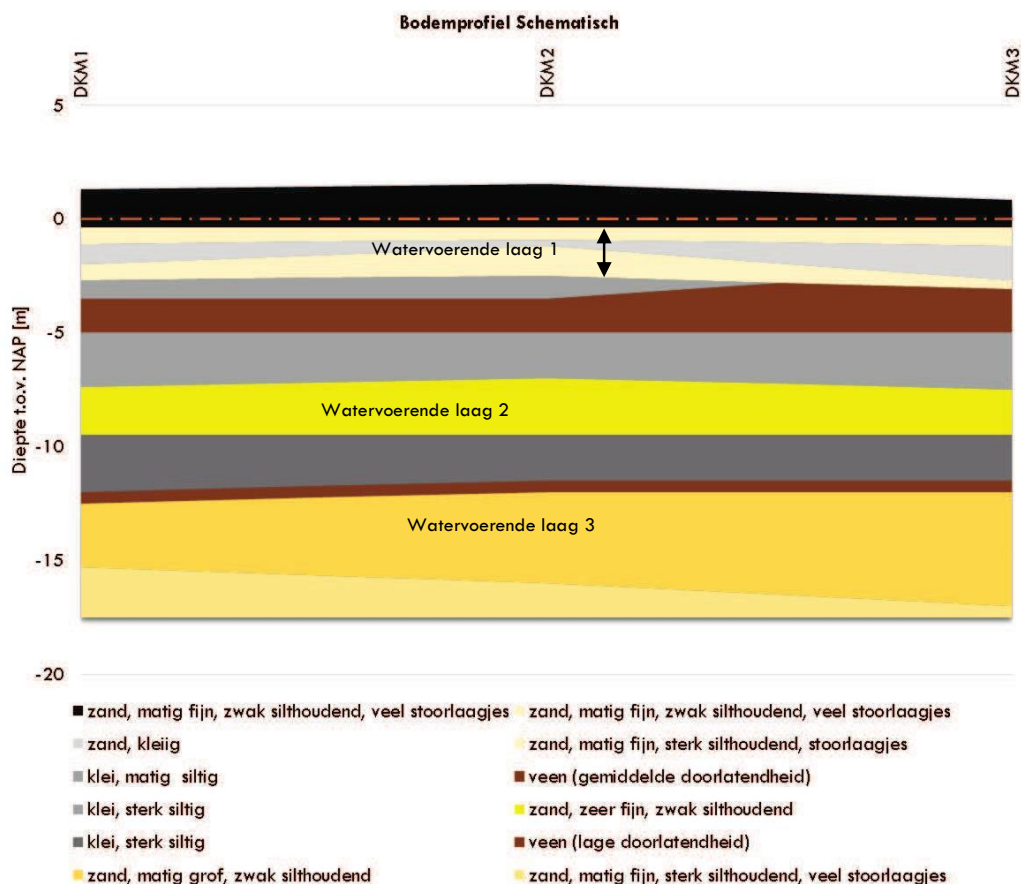 Bodemprofiel Schematisch
DKM1
DKM2
DKM3
5
0
-5
-10
-15
-20
Diepte t.o.v. NAP [m]
Watervoerende laag 1
Watervoerende laag 2
Watervoerende laag 3
zand, matig fijn, zwak silthoudend, veel stoorlaagjes
zand, matig fijn, zwak silthoudend, veel stoorlaagjes
zand, kleiig
zand, matig fijn, sterk silthoudend, stoorlaagjes
klei, matig siltig
veen (gemiddelde doorlatendheid)
klei, sterk siltig
zand, zeer fijn, zwak silthoudend
klei, sterk siltig
veen (lage doorlatendheid)
zand, matig grof, zwak silthoudend
zand, matig fijn, sterk silthoudend, veel stoorlaagjes